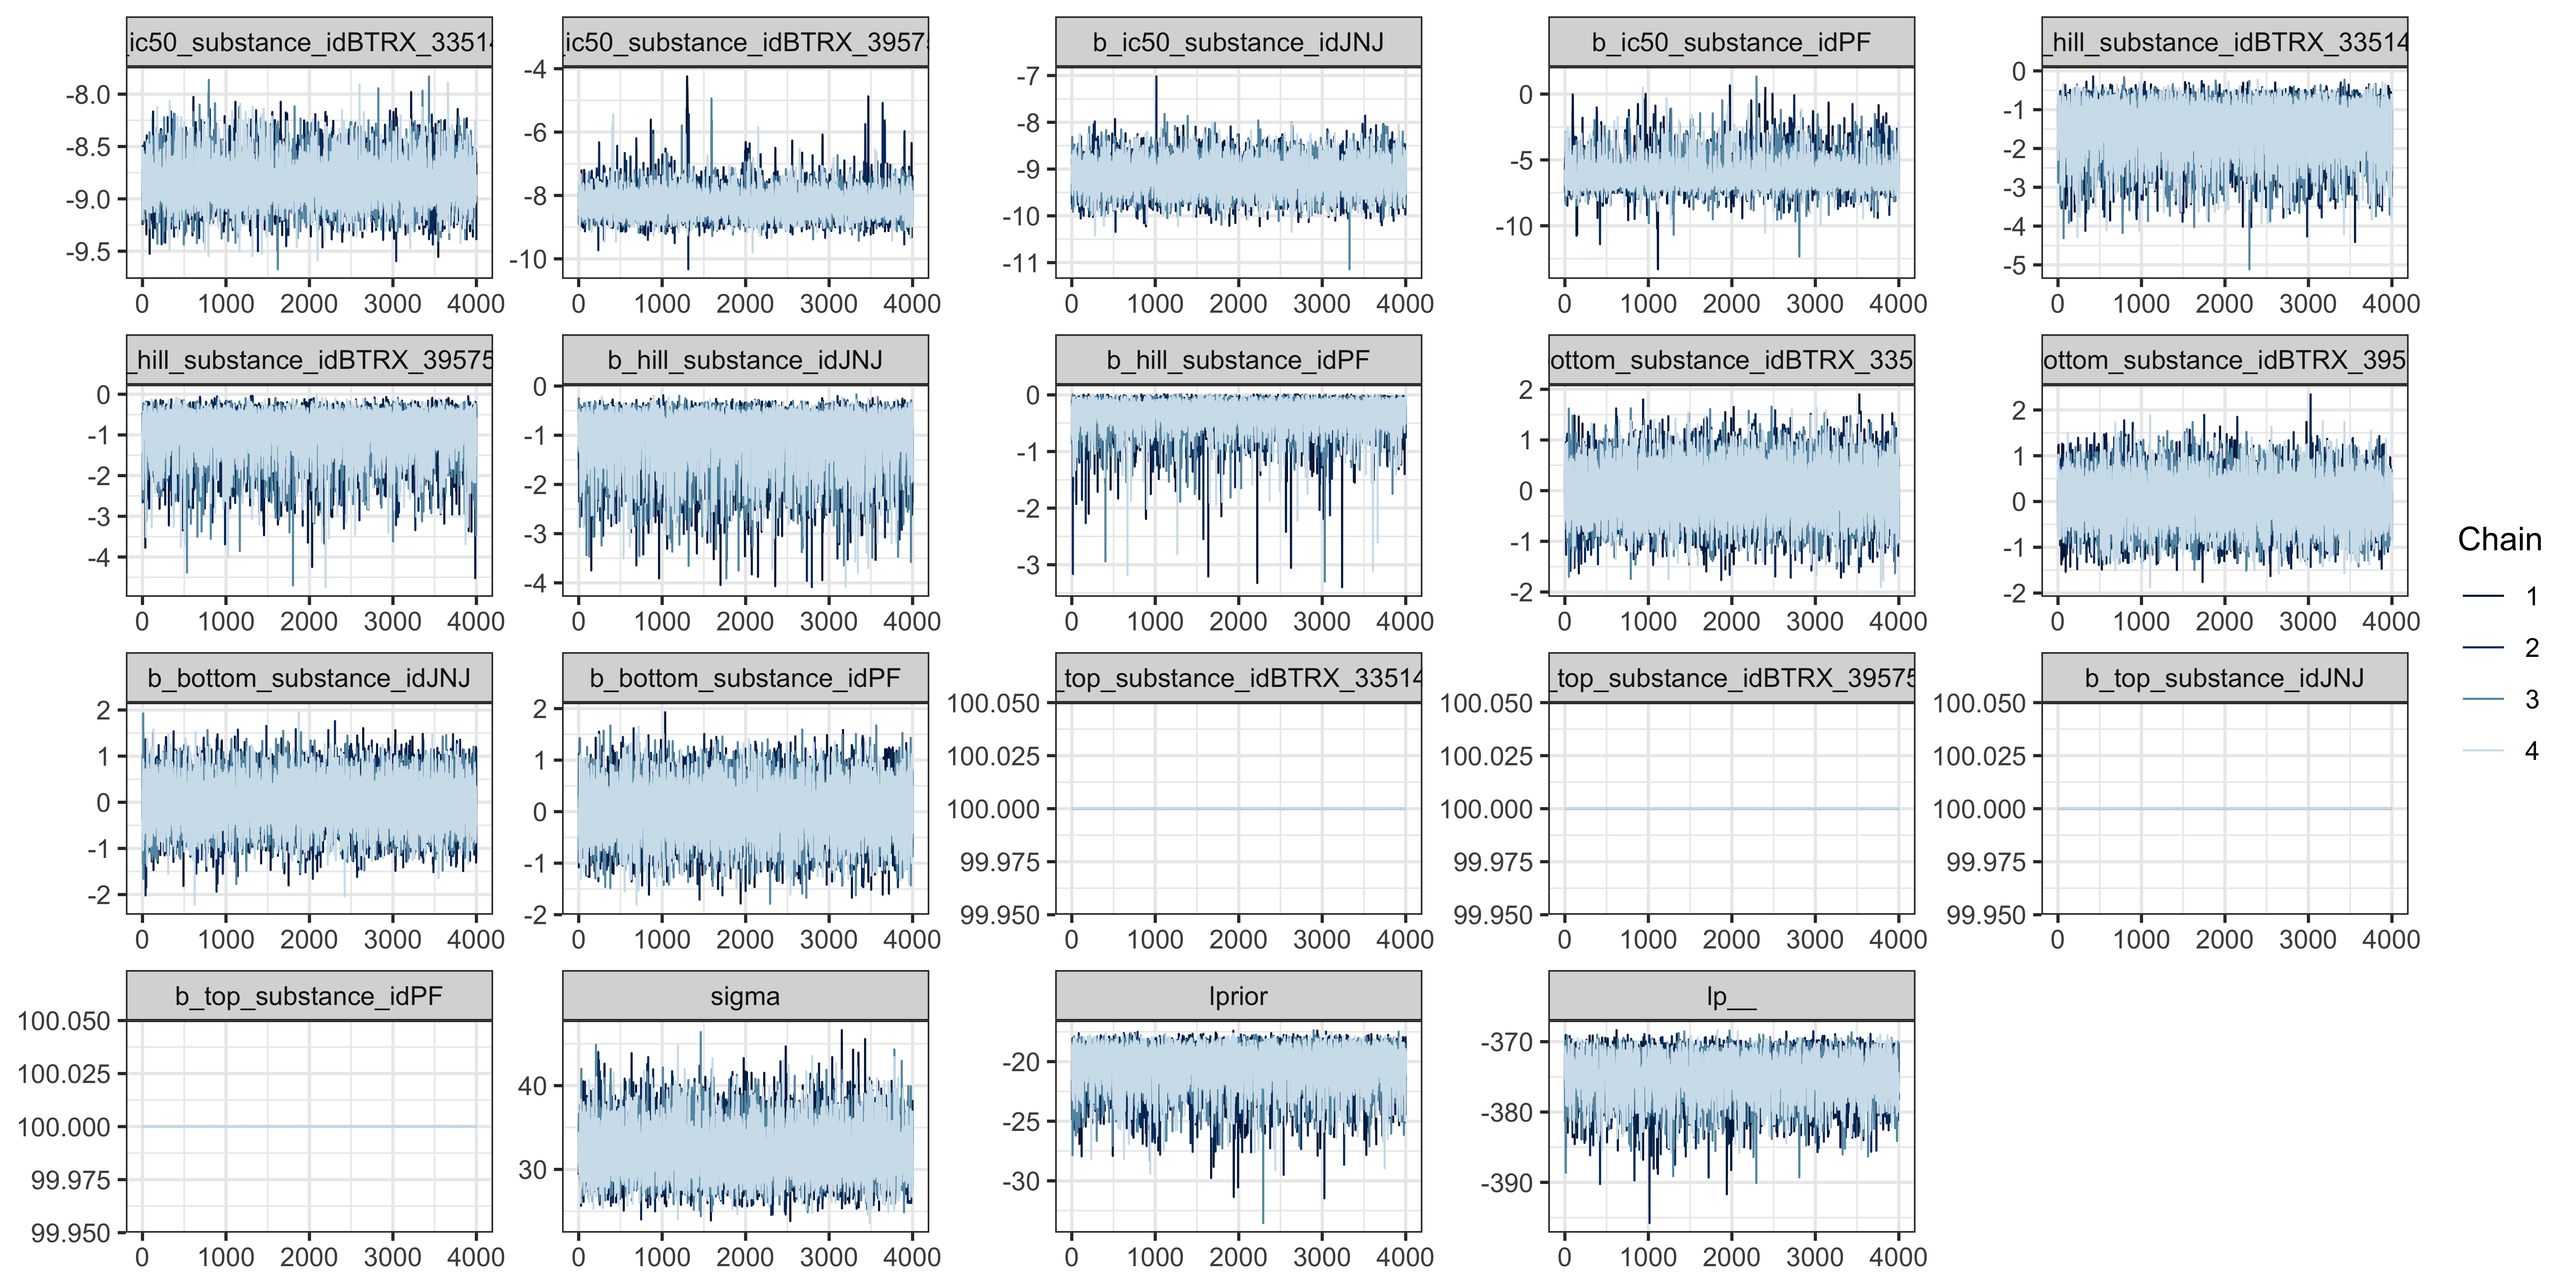 _ic50_substance_idBTRX_33514
-8.0
-8.5
-9.0
-9.5
0 1000 2000 3000 4000
ic50_substance_idBTRX_39575
-4
-6
-8
-10
0 1000 2000 3000 4000
b_ic50_substance_idJNJ
-7
-8
-9
-10
-11
0 1000 2000 3000 4000
b_ic50_substance_idPF
0
-5
-10
0 1000 2000 3000 4000
_hill_substance_idBTRX_33514
0
-1
-2
-3
-4
-5
0 1000 2000 3000 4000
_hill_substance_idBTRX_39575
0
-1
-2
-3
-4
0 1000 2000 3000 4000
b_hill_substance_idJNJ
0
-1
-2
-3
-4
0 1000 2000 3000 4000
b_hill_substance_idPF
0
-1
-2
-3
0 1000 2000 3000 4000
ottom_substance_idBTRX_335
2
1
0
-1
-2
0 1000 2000 3000 4000
ottom_substance_idBTRX_395
2
1
0
-1
-2
0 1000 2000 3000 4000
b_bottom_substance_idJNJ
2
1
0
-1
-2
0 1000 2000 3000 4000
b_bottom_substance_idPF
2
1
0
-1
-2
0 1000 2000 3000 4000
_top_substance_idBTRX_33514
100.050
100.025
100.000
99.975
99.950
0 1000 2000 3000 4000
_top_substance_idBTRX_39575
100.050
100.025
100.000
99.975
99.950
0 1000 2000 3000 4000
b_top_substance_idJNJ
100.050
100.025
100.000
99.975
99.950
0 1000 2000 3000 4000
b_top_substance_idPF
100.050
100.025
100.000
99.975
99.950
0 1000 2000 3000 4000
sigma
40
30
0 1000 2000 3000 4000
lprior
-20
-25
-30
0 1000 2000 3000 4000
lp__
-370
-380
-390
0 1000 2000 3000 4000
Chain
1
2
3
4